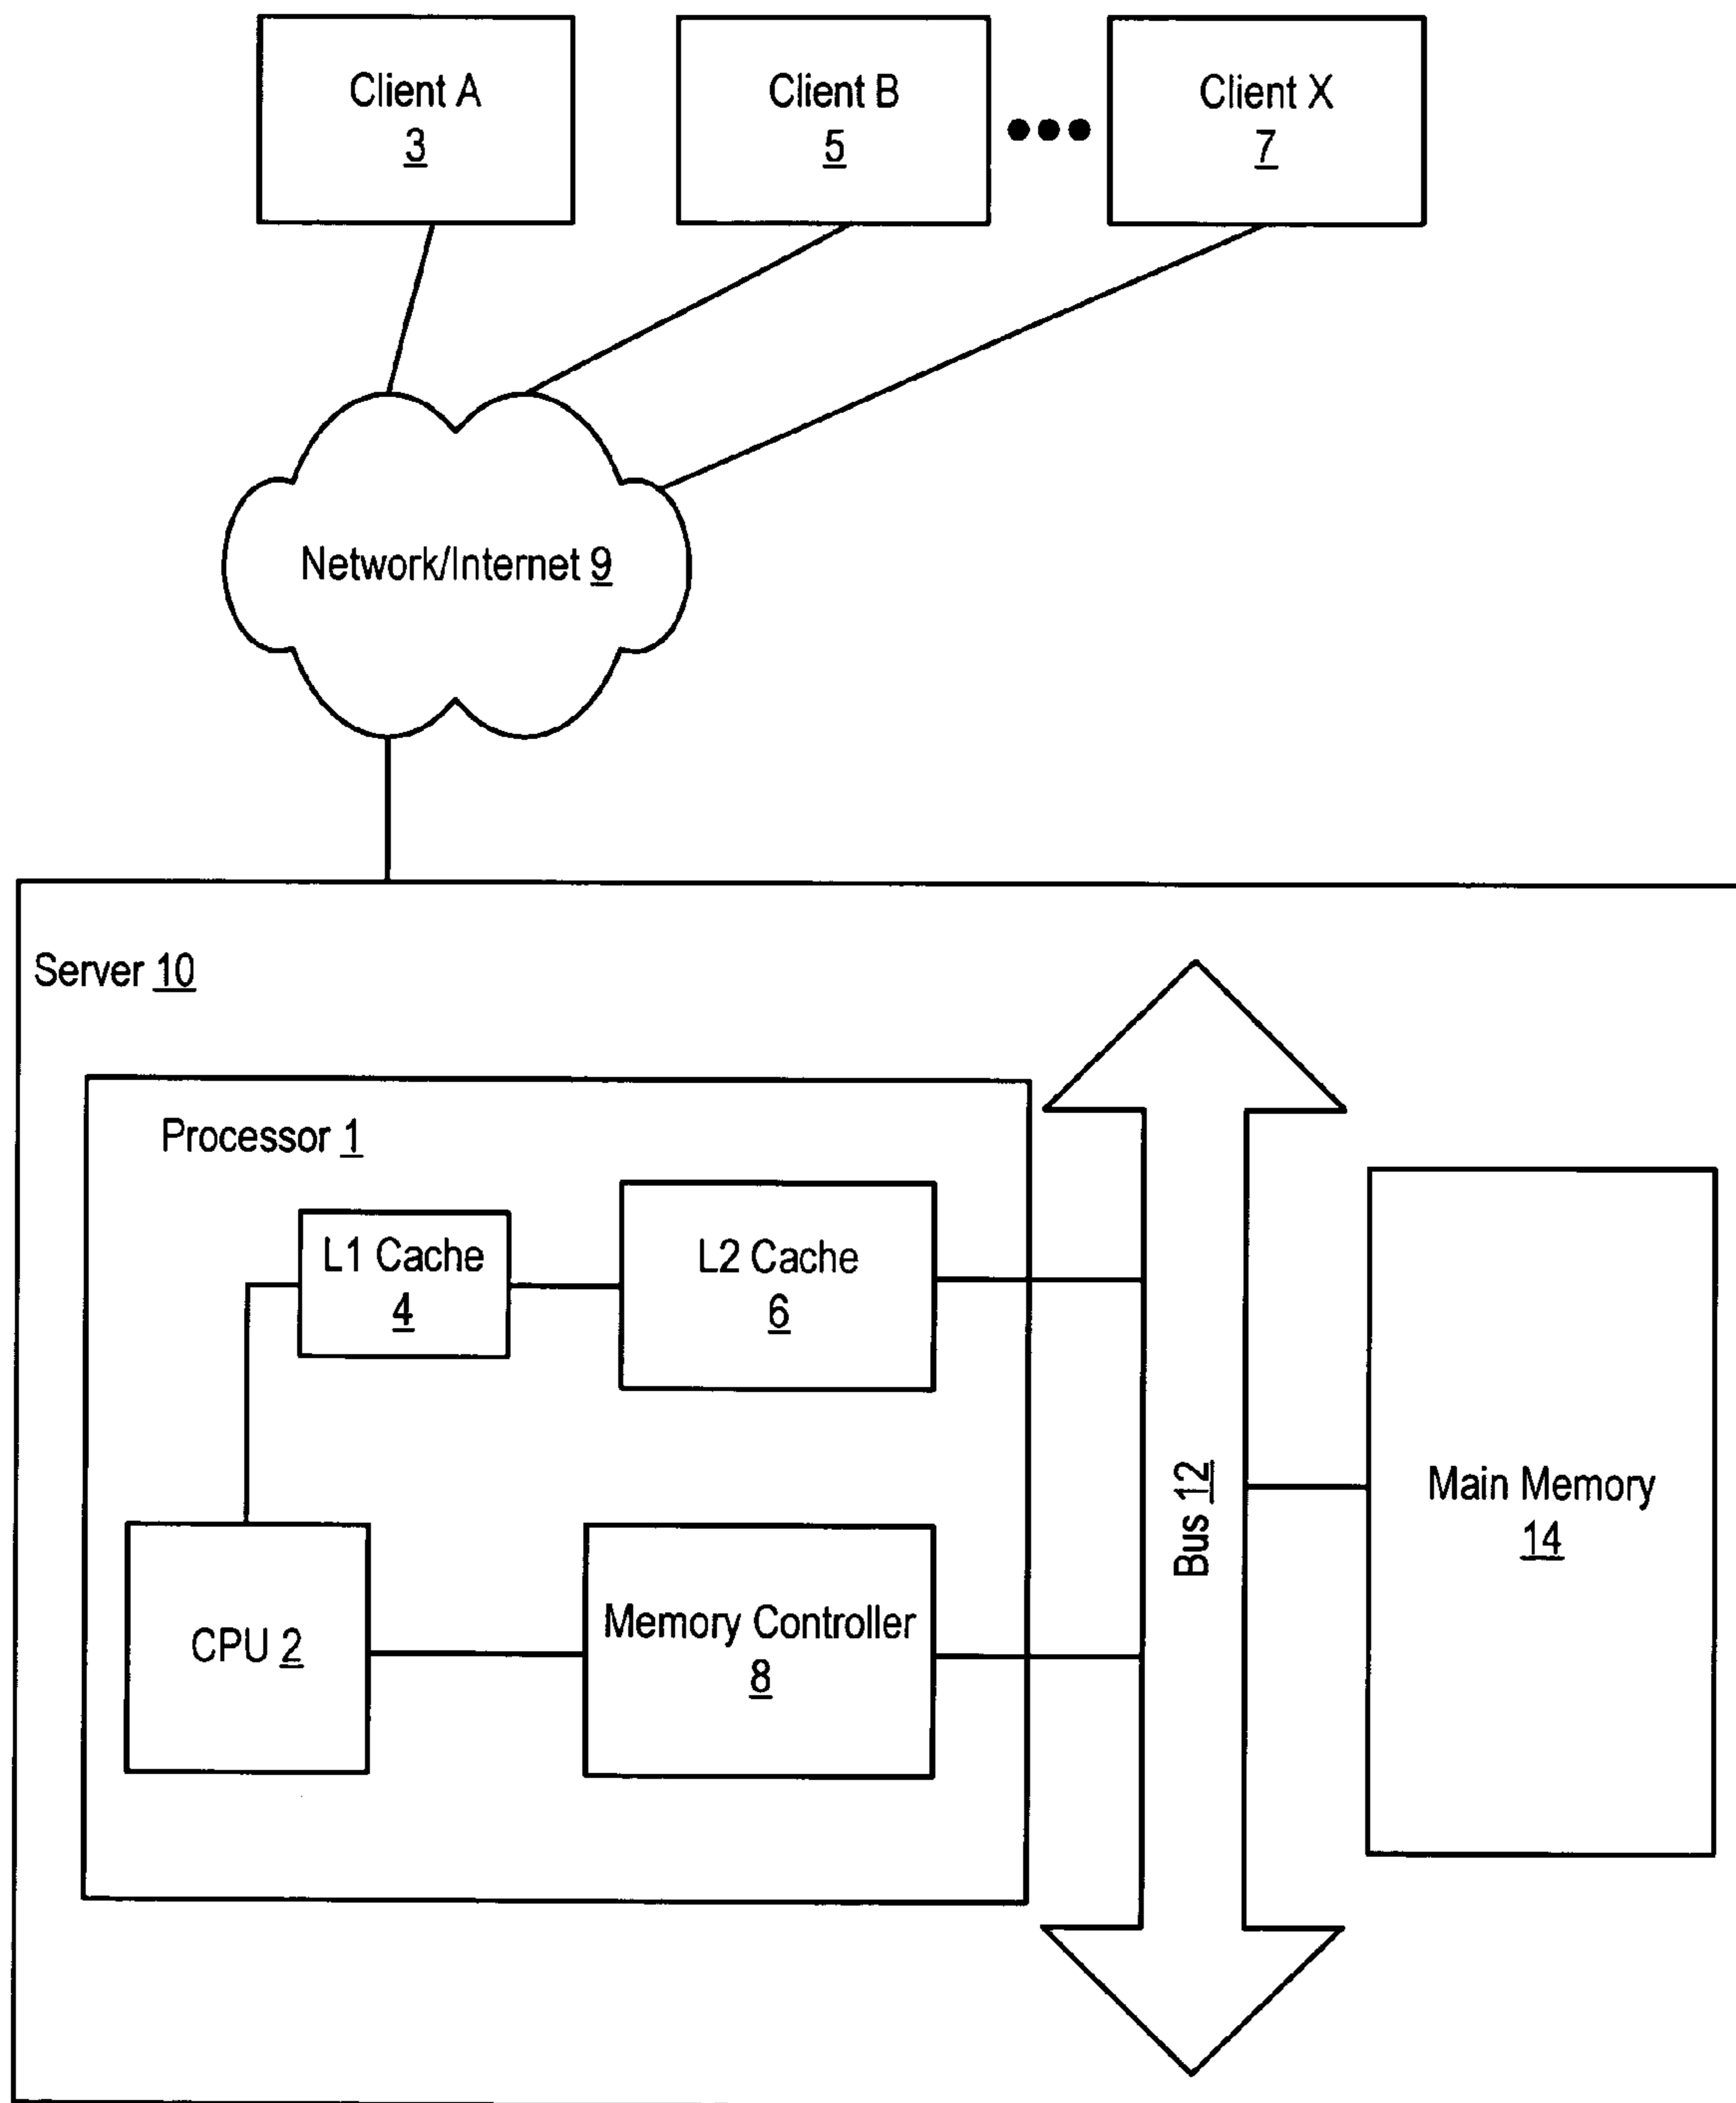 Client A
3
Client B
5
Client X
7
Network/Internet 9
Server 10
Processor 1
L1 Cache
4
L2 Cache
6
CPU 2
Memory Controller
8
Bus 12
Main Memory
14